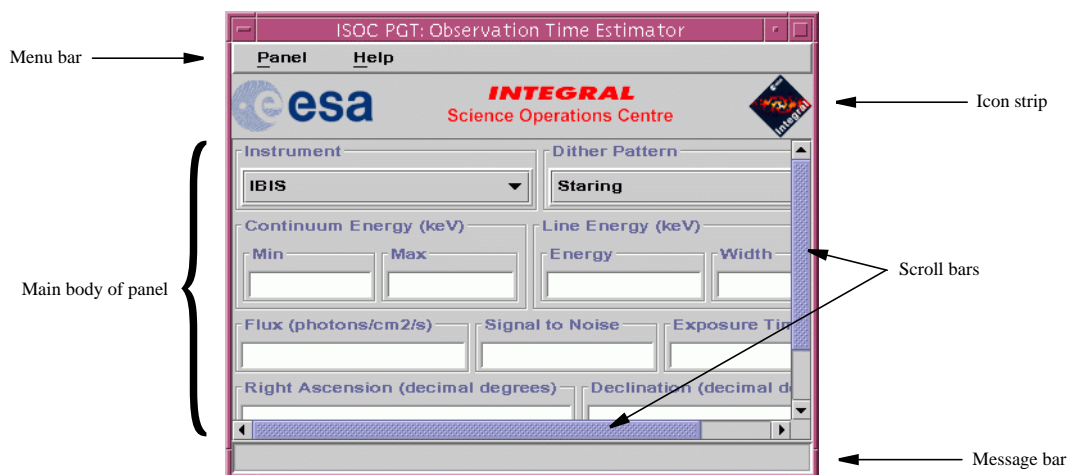 ISOC PGT: Observation Time Estimator
Menu bar
Panel Help
esa
INTEGRAL
Science Operations Centre
Integral
Icon strip
Instrument Dither Pattern
IBIS Staring
Continuum Energy (keV) Line Energy (keV)
Min Max Energy Width
Scroll bars
Main body of panel
Flux (photons/cm2/s) Signal to Noise Exposure Tim
Right Ascension (decimal degrees) Declination (decimal d
Message bar